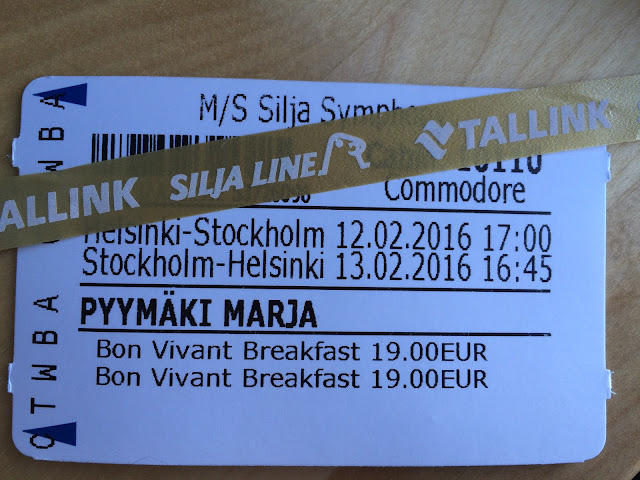 M/S Silja
TALLINK
SILJA LINE
TALLINK
Commodore
Helsinki-Stockholm 12.02.2016 17:00
Stockholm-Helsinki 13.02.2016 16:45
PYYMÄKI MARJA
Bon Vivant Breakfast 19.00EUR
Bon Vivant Breakfast 19.00EUR